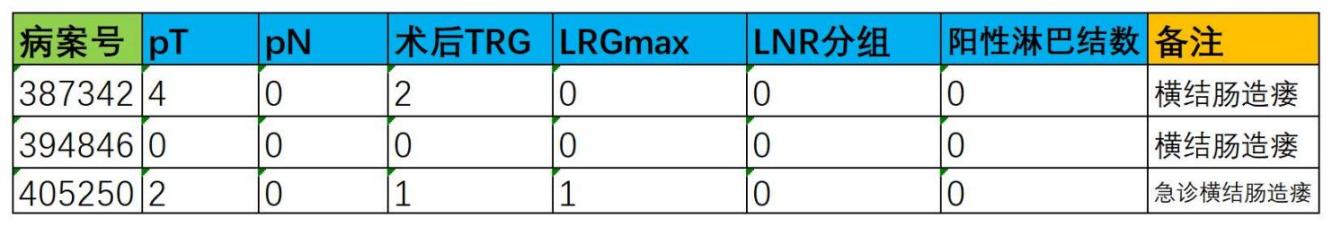 病案号 pT pN 术后TRG LRGmax LNR分组 阳性淋巴结数 备注
387342 4 0 2 0 0 0 横结肠造瘘
394846 0 0 0 0 0 0 横结肠造瘘
405250 2 0 1 1 0 0 急诊横结肠造瘘